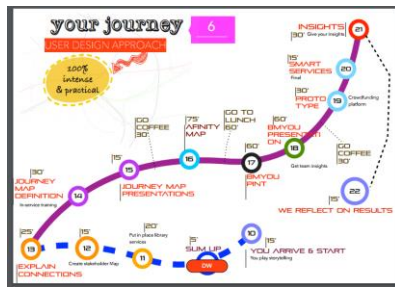 your journey
6
USER DESIGN APPROACH
100%
intense
& practical
30'
INSIGHTS
Give your insights
21
15'
SMART
SERVICES
Final
20
90'
PROTO
TYPE
19
Crowdfunding
platform
GO
COFFEE
30'
75'
AFINITY
MAP
16
GO TO
LUNCH
60'
60'
BMYOU
PRESENTATI
ON
18
Get team insights
GO
COFFEE
30'
17
60'
BMYOU
PINT
30'
JOURNEY
MAP
DEFINITION
In-service training
14
15'
15
JOURNEY MAP
PRESENTATIONS
22
15'
WE REFLECT ON RESULTS
25'
13
EXPLAIN
CONNECTIONS
15'
12
Create stakeholder Map
20'
Put in place library
services
11
5'
SUM UP
DW
10
15'
YOU ARRIVE & START
You play storytelling